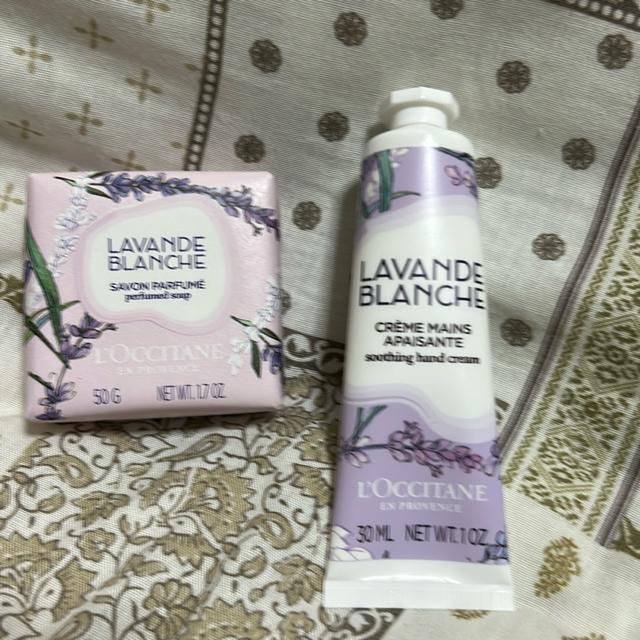 LAVANDE
BLANCHE
SAVON PARFUMÉ
perfumed soap
L'OCCITANE
EN PROVENCE
50 G NET WT. 1.7 OZ
LAVANDE
BLANCHE
CRÈME MAINS
APAISANTE
soothing hand cream
L'OCCITANE
EN PROVENCE
30 ML NET WT. 1 OZ.